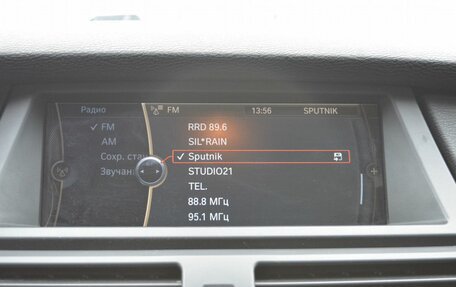 Радио
FM 13:56 SPUTNIK
✓ FM
AM
Сохр. ста
Звучан
RRD 89.6
SIL*RAIN
✓ Sputnik
STUDIO21
TEL.
88.8 МГц
95.1 МГц